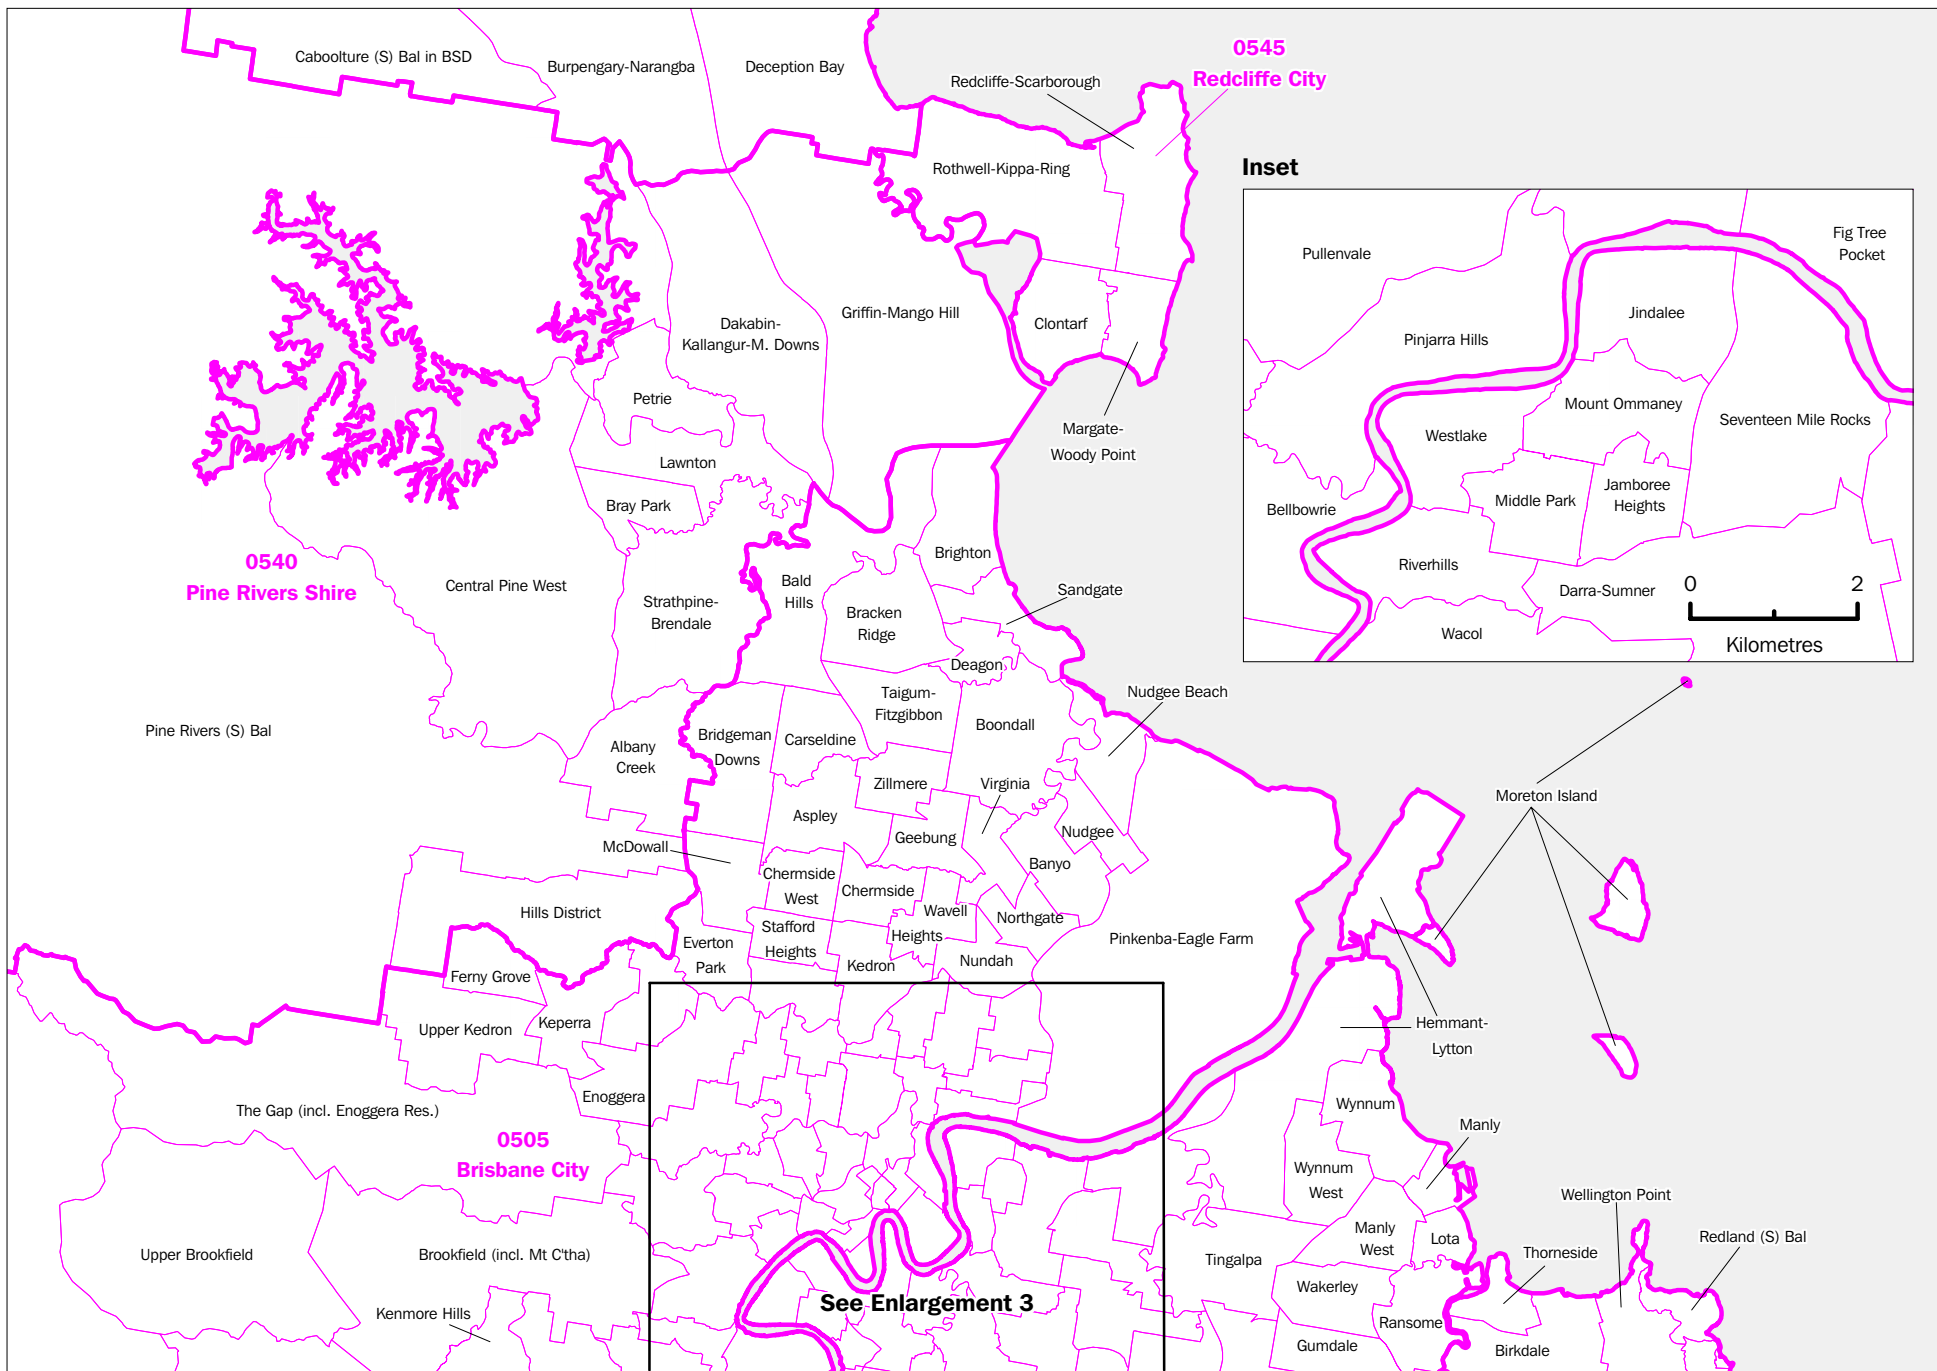 Caboolture (S) Bal in BSD
Burpengary-Narangba
Deception Bay
0545
Redcliffe City
Redcliffe-Scarborough
Rothwell-Kippa-Ring
Inset
Pullenvale
Fig Tree
Pocket
Jindalee
Pinjarra Hills
Mount Ommaney
Westlake
Seventeen Mile Rocks
Middle Park
Jamboree
Heights
Bellbowrie
Riverhills
Darra-Sumner
Wacol
0
2
Kilometres
Griffin-Mango Hill
Clontarf
Dakabin-
Kallangur-M. Downs
Petrie
Margate-
Woody Point
Lawnton
Bray Park
0540
Pine Rivers Shire
Central Pine West
Strathpine-
Brendale
Bald
Hills
Brighton
Bracken
Ridge
Sandgate
Deagon
Taigum-
Fitzgibbon
Nudgee Beach
Boondall
Pine Rivers (S) Bal
Albany
Creek
Bridgeman
Downs
Carseldine
Zillmere
Virginia
Moreton Island
Aspley
Geebung
Nudgee
McDowall
Banyo
Chermside
West
Chermside
Hills District
Wavell
Heights
Northgate
Stafford
Heights
Everton
Park
Kedron
Nundah
Pinkenba-Eagle Farm
Ferny Grove
Upper Kedron
Keperra
Hemmant-
Lytton
Enoggera
The Gap (incl. Enoggera Res.)
Wynnum
Manly
0505
Brisbane City
Wynnum
West
Wellington Point
Manly
West
Lota
Redland (S) Bal
Thorneside
Upper Brookfield
Brookfield (incl. Mt C'tha)
Tingalpa
Wakerley
Kenmore Hills
See Enlargement 3
Ransome
Gumdale
Birkdale